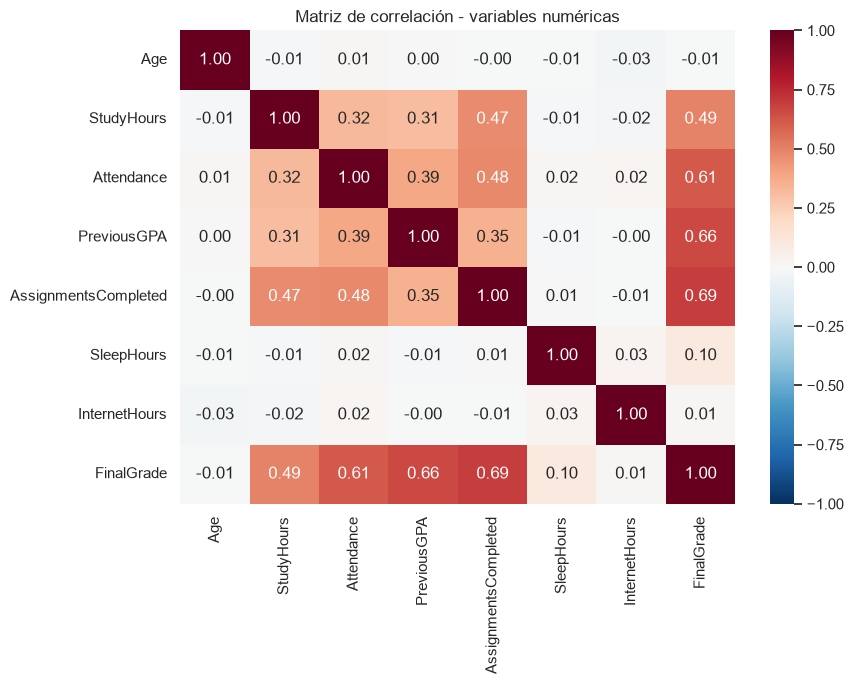 Matriz de correlación - variables numéricas
Age 1.00 -0.01 0.01 0.00 -0.00 -0.01 -0.03 -0.01
StudyHours -0.01 1.00 0.32 0.31 0.47 -0.01 -0.02 0.49
Attendance 0.01 0.32 1.00 0.39 0.48 0.02 0.02 0.61
PreviousGPA 0.00 0.31 0.39 1.00 0.35 -0.01 -0.00 0.66
AssignmentsCompleted -0.00 0.47 0.48 0.35 1.00 0.01 -0.01 0.69
SleepHours -0.01 -0.01 0.02 -0.01 0.01 1.00 0.03 0.10
InternetHours -0.03 -0.02 0.02 -0.00 -0.01 0.03 1.00 0.01
FinalGrade -0.01 0.49 0.61 0.66 0.69 0.10 0.01 1.00
Age
StudyHours
Attendance
PreviousGPA
AssignmentsCompleted
SleepHours
InternetHours
FinalGrade
1.00
0.75
0.50
0.25
0.00
−0.25
−0.50
−0.75
−1.00